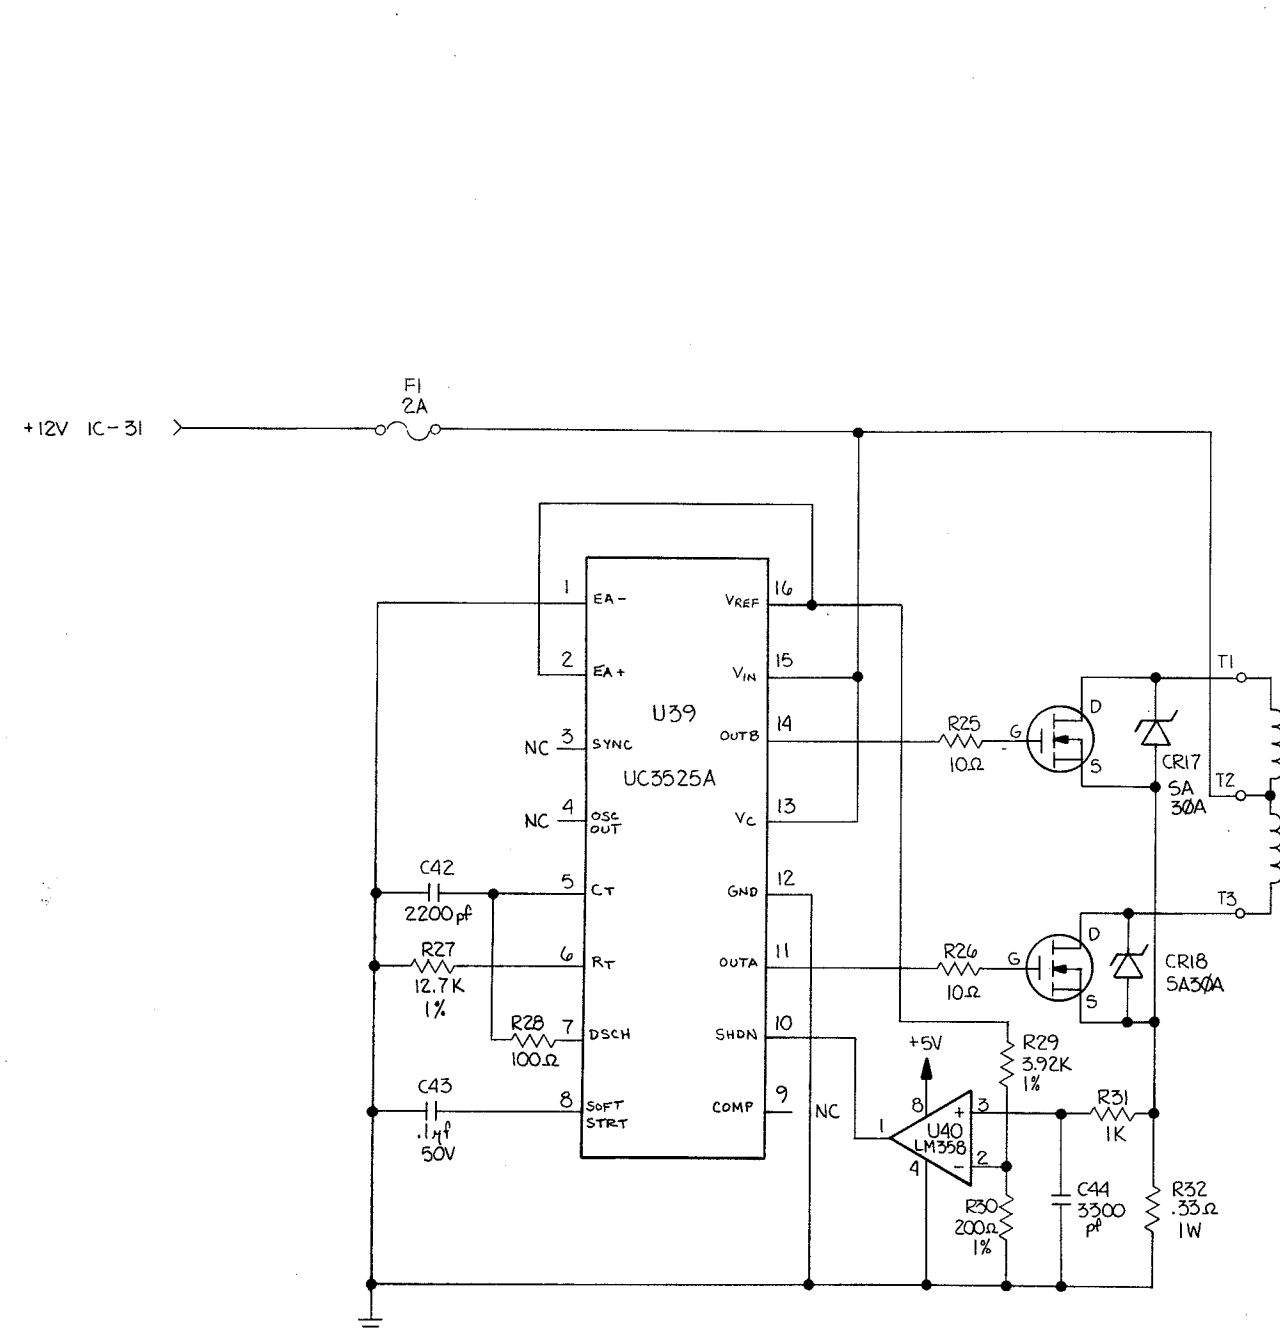 F1
2A
+12V 1C-31
1
EA-
VREF
16
2
EA+
VIN
15
U39
NC 3 SYNC
OUTB
14
UC3525A
NC 4 OSC
OUT
VC
13
C42
2200pf
5
CT
GND
12
R27
12.7K
1%
6
RT
OUTA
11
R28
100Ω
7
DSCH
SHDN
10
C43
.1µf
50V
8
SOFT
STRT
COMP
9
NC
R25
10Ω
G
D
S
CR17
SA
30A
T1
T2
T3
R26
10Ω
G
D
S
CR18
SA30A
+5V
R29
3.92K
1%
8
+
3
U40
LM358
1
4
-
2
R31
1K
R30
200Ω
1%
C44
3300
pf
R32
.33Ω
1W